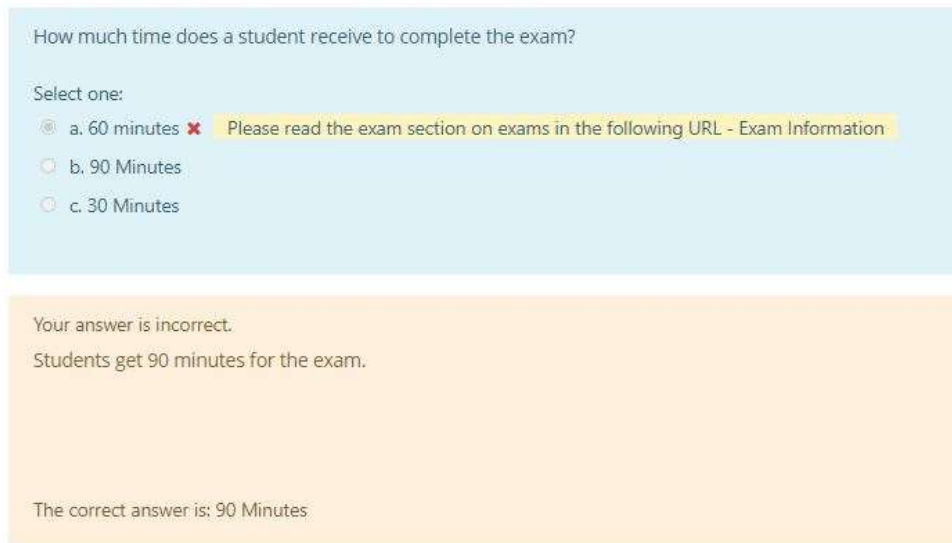 How much time does a student receive to complete the exam?
Select one:
a. 60 minutes ✖ Please read the exam section on exams in the following URL - Exam Information
b. 90 Minutes
c. 30 Minutes
Your answer is incorrect.
Students get 90 minutes for the exam.
The correct answer is: 90 Minutes